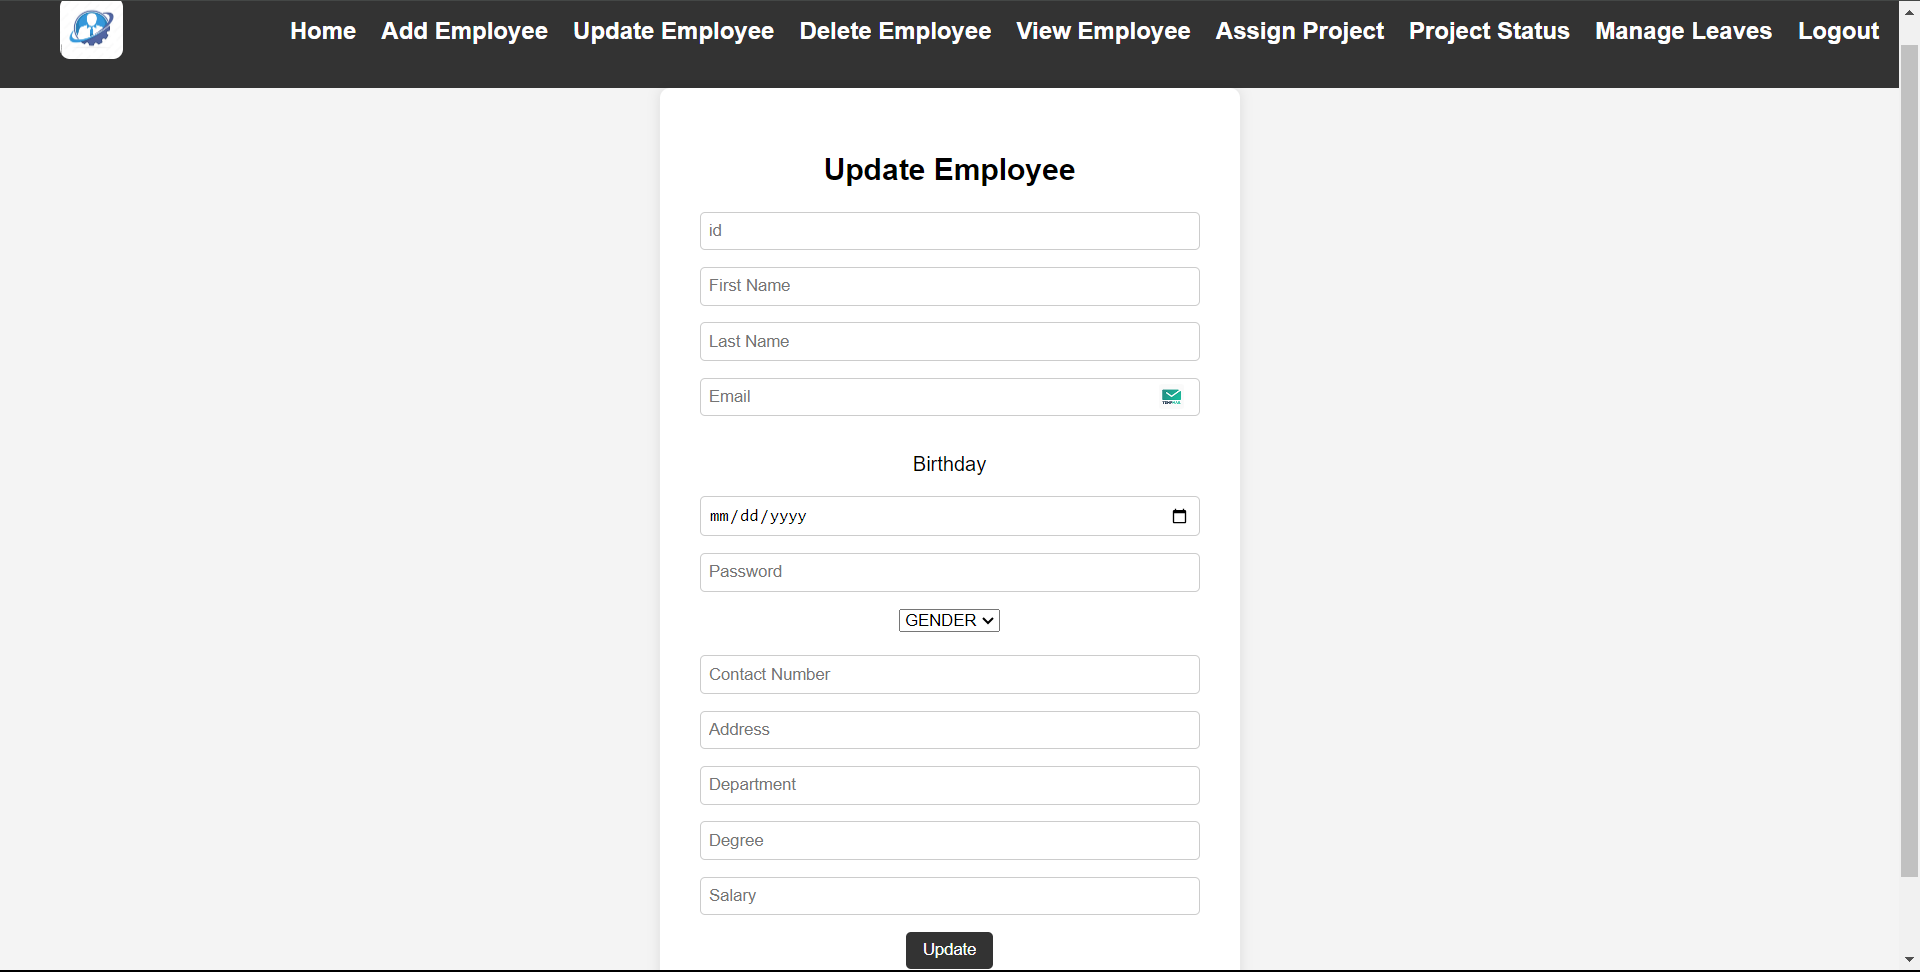 Home Add Employee Update Employee Delete Employee View Employee Assign Project Project Status Manage Leaves Logout
Update Employee
id
First Name
Last Name
Email
Birthday
mm/dd/yyyy
Password
GENDER
Contact Number
Address
Department
Degree
Salary
Update